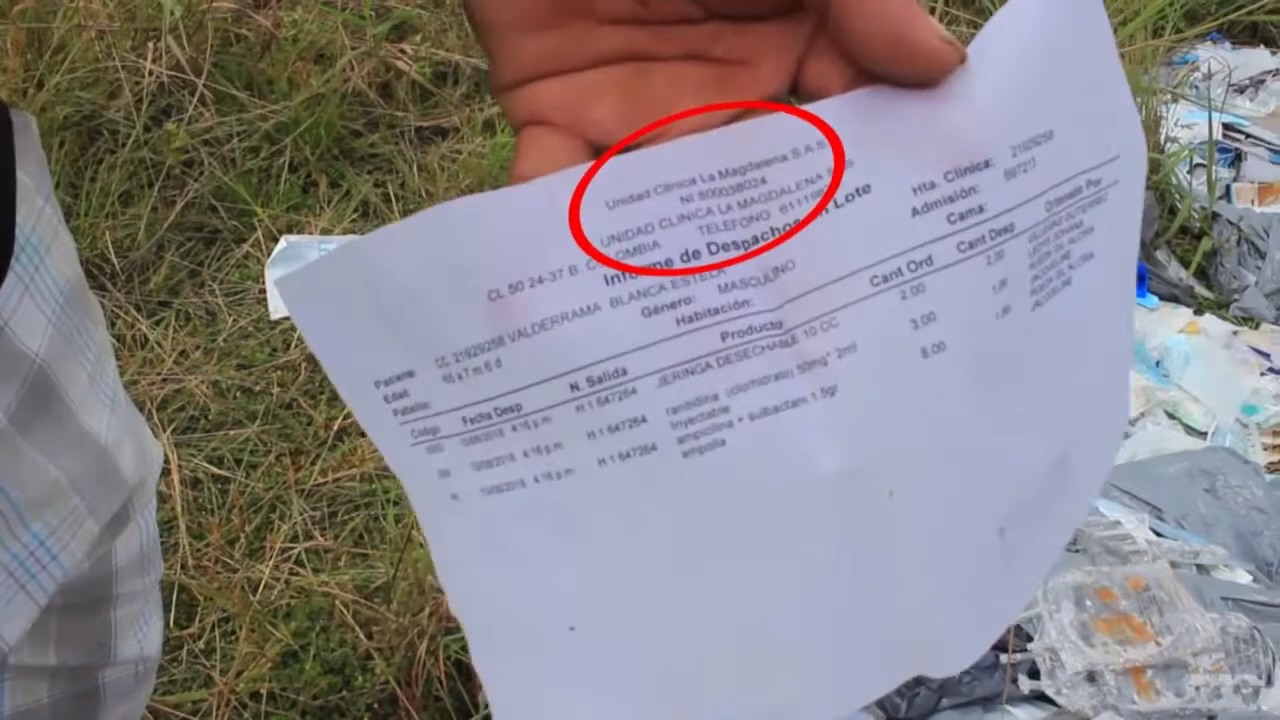 Unidad Clinica La Magdalena S.A.S
NI 800038024
UNIDAD CLINICA LA MAGDALENA
CL 50 24-37 B. COLOMBIA TELEFONO
Informe de Despachos en Lote
Hta. Clinica: 21929258
Paciente: CC 21929258 VALDERRAMA BLANCA ESTELA
Admisión:
Edad: Género: MASCULINO
Cama:
Pabellón: Habitación:
Código Fecha Desp N. Salida Producto Cant Ord Cant Desp Ordenado Por
4:16 p.m. H 1 647264 JERINGA DESECHABLE 10 CC 2.00 2,00
4:16 p.m. H 1 647264 ranitidina (clorhidrato) 50mg* 2ml 3.00
Inyectable
4:16 p.m. H 1 647264 ampicilina + sulbactam 1.5gr 8.00
ampolla